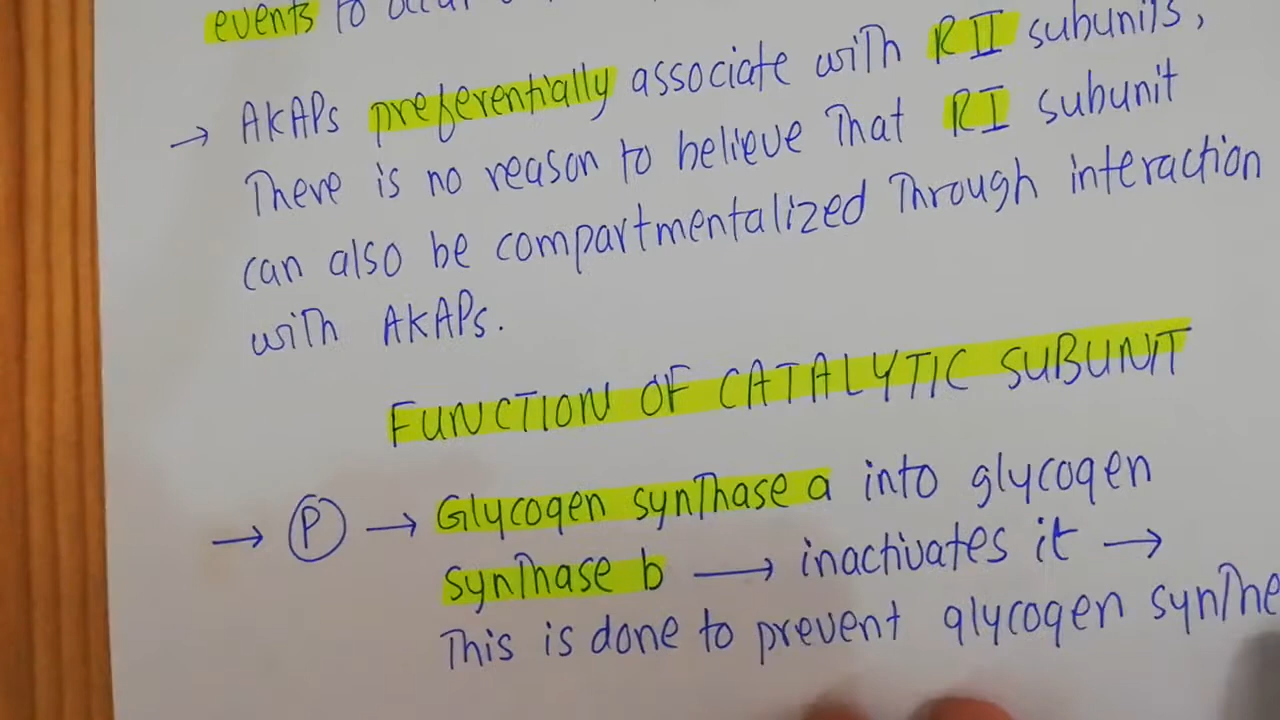 events to occur
→ AKAPs preferentially associate with RII subunits,
There is no reason to believe that RI subunit
can also be compartmentalized through interaction
with AKAPs.
FUNCTION OF CATALYTIC SUBUNIT
→ P → Glycogen synthase a into glycogen
synthase b → inactivates it →
This is done to prevent glycogen synthe